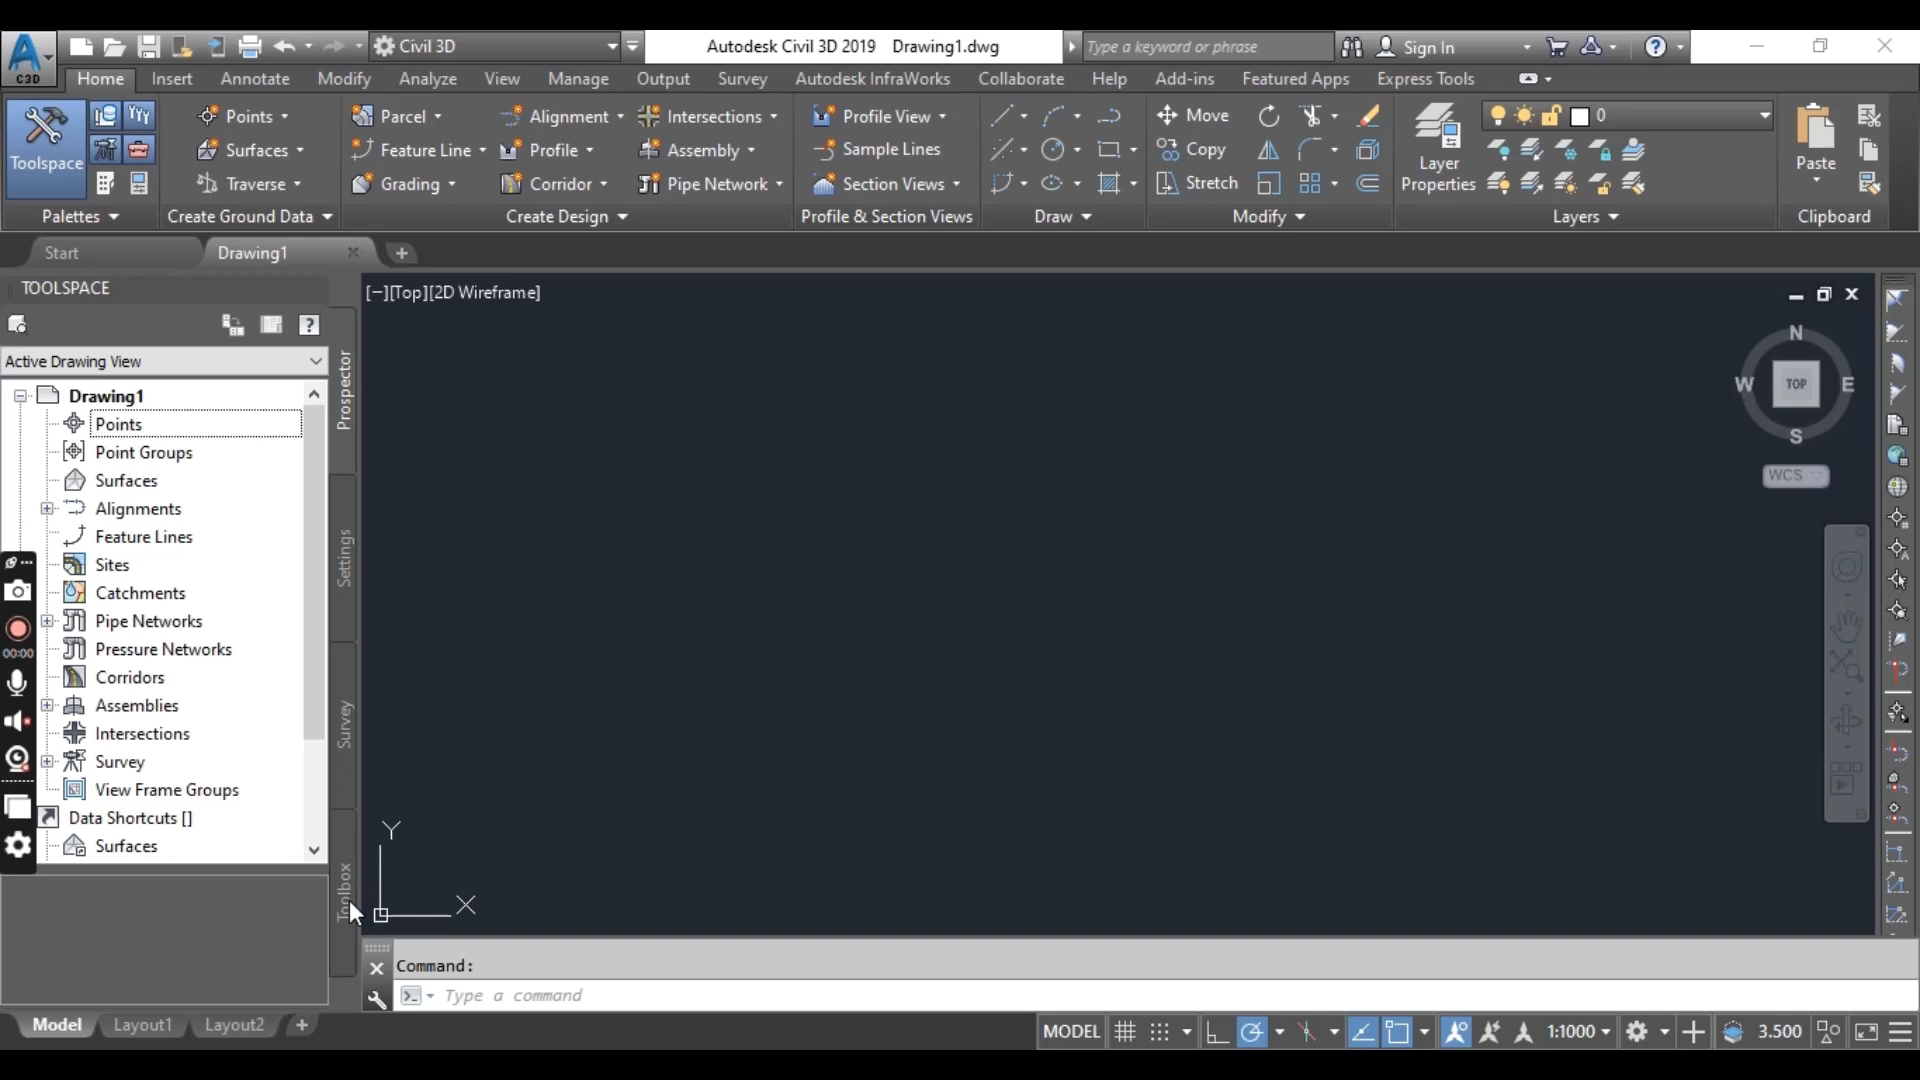 C3D
Civil 3D
Autodesk Civil 3D 2019 Drawing1.dwg
Type a keyword or phrase
Sign In
Home Insert Annotate Modify Analyze View Manage Output Survey Autodesk InfraWorks Collaborate Help Add-ins Featured Apps Express Tools
Toolspace
Points
Surfaces
Traverse
Parcel
Feature Line
Grading
Alignment
Profile
Corridor
Intersections
Assembly
Pipe Network
Profile View
Sample Lines
Section Views
Move
Copy
Stretch
Layer
Properties
0
Paste
Palettes Create Ground Data Create Design Profile & Section Views Draw Modify Layers Clipboard
Start Drawing1
TOOLSPACE
Active Drawing View
Drawing1
Points
Point Groups
Surfaces
Alignments
Feature Lines
Sites
Catchments
Pipe Networks
Pressure Networks
Corridors
Assemblies
Intersections
Survey
View Frame Groups
Data Shortcuts []
Surfaces
00:00
Prospector
Settings
Survey
Toolbox
[−][Top][2D Wireframe]
N
W TOP E
S
WCS
Y
X
Command:
Type a command
Model Layout1 Layout2
MODEL 1:1000 3.500